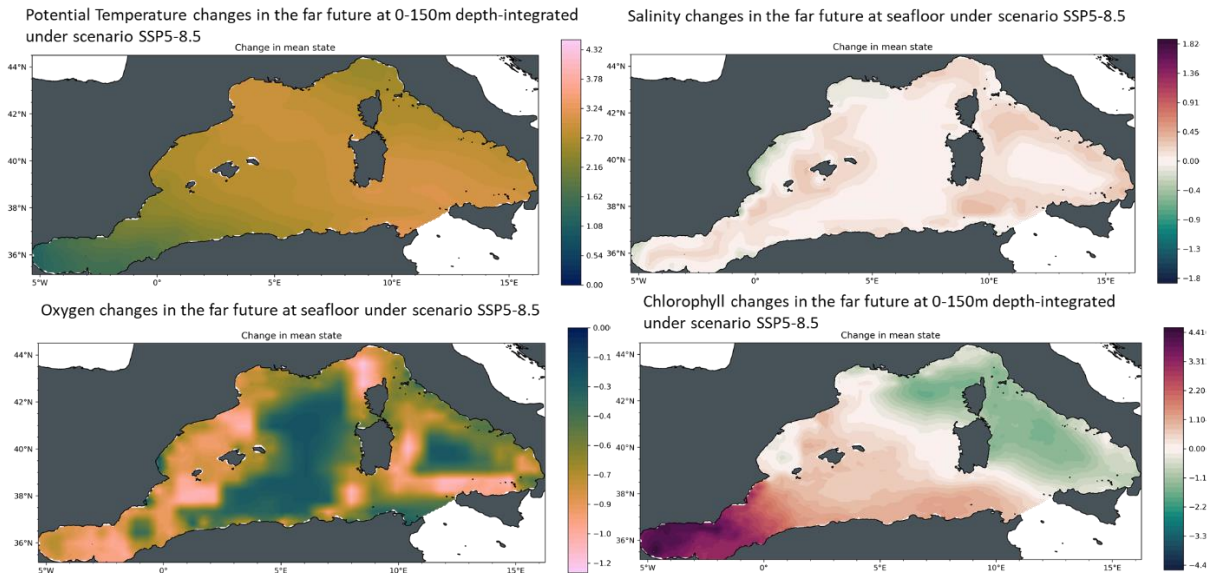 Potential Temperature changes in the far future at 0-150m depth-integrated
under scenario SSP5-8.5
Change in mean state
44°N
42°N
40°N
38°N
36°N
5°W
0°
5°E
10°E
15°E
4.32
3.78
3.24
2.70
2.16
1.62
1.08
0.54
0.00
Salinity changes in the far future at seafloor under scenario SSP5-8.5
Change in mean state
44°N
42°N
40°N
38°N
36°N
5°W
0°
5°E
10°E
15°E
1.82
1.36
0.91
0.45
0.00
−0.4
−0.9
−1.3
−1.8
Oxygen changes in the far future at seafloor under scenario SSP5-8.5
Change in mean state
44°N
42°N
40°N
38°N
36°N
5°W
0°
5°E
10°E
15°E
0.00
−0.1
−0.3
−0.4
−0.6
−0.7
−0.9
−1.0
−1.2
Chlorophyll changes in the far future at 0-150m depth-integrated
under scenario SSP5-8.5
Change in mean state
44°N
42°N
40°N
38°N
36°N
5°W
0°
5°E
10°E
15°E
4.41
3.31
2.20
1.10
0.00
−1.1
−2.2
−3.3
−4.4